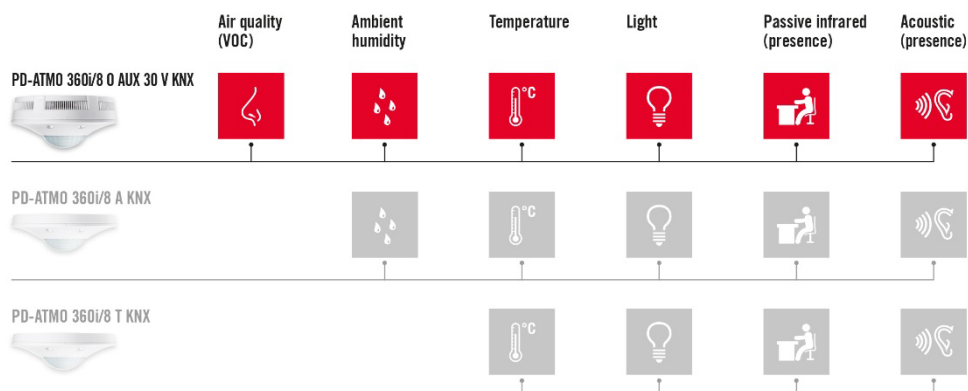 Air quality
(VOC)
Ambient
humidity
Temperature
Light
Passive infrared
(presence)
Acoustic
(presence)
PD-ATMO 360i/8 O AUX 30 V KNX
°C
PD-ATMO 360i/8 A KNX
°C
PD-ATMO 360i/8 T KNX
°C